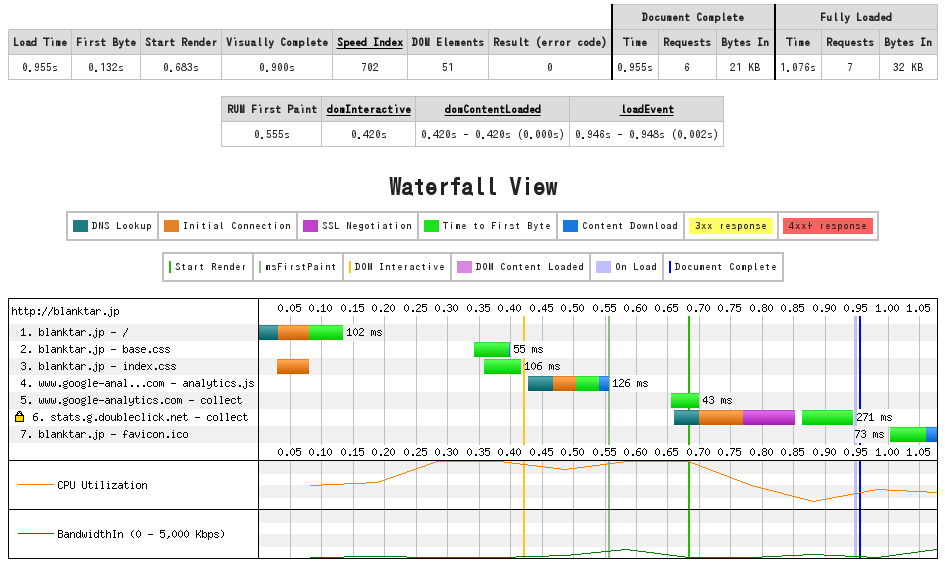 Document Complete Fully Loaded
Load Time First Byte Start Render Visually Complete Speed Index DOM Elements Result (error code) Time Requests Bytes In Time Requests Bytes In
0.955s 0.132s 0.683s 0.900s 702 51 0 0.955s 6 21 KB 1.076s 7 32 KB
RUM First Paint domInteractive domContentLoaded loadEvent
0.555s 0.420s 0.420s - 0.420s (0.000s) 0.946s - 0.948s (0.002s)
Waterfall View
DNS Lookup Initial Connection SSL Negotiation Time to First Byte Content Download 3xx response 4xx+ response
Start Render msFirstPaint DOM Interactive DOM Content Loaded On Load Document Complete
http://blanktar.jp 0.05 0.10 0.15 0.20 0.25 0.30 0.35 0.40 0.45 0.50 0.55 0.60 0.65 0.70 0.75 0.80 0.85 0.90 0.95 1.00 1.05
1. blanktar.jp - / 102 ms
2. blanktar.jp - base.css 55 ms
3. blanktar.jp - index.css 106 ms
4. www.google-anal...com - analytics.js 126 ms
5. www.google-analytics.com - collect 43 ms
6. stats.g.doubleclick.net - collect 271 ms
7. blanktar.jp - favicon.ico 73 ms
0.05 0.10 0.15 0.20 0.25 0.30 0.35 0.40 0.45 0.50 0.55 0.60 0.65 0.70 0.75 0.80 0.85 0.90 0.95 1.00 1.05
CPU Utilization
BandwidthIn (0 - 5,000 Kbps)